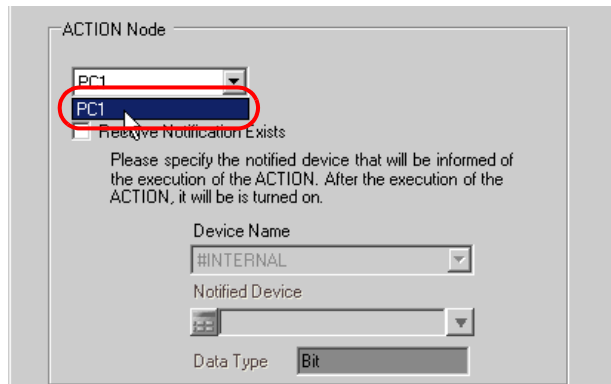 ACTION Node
PC1
PC1
Receive Notification Exists
Please specify the notified device that will be informed of
the execution of the ACTION. After the execution of the
ACTION, it will be is turned on.
Device Name
#INTERNAL
Notified Device
Data Type Bit